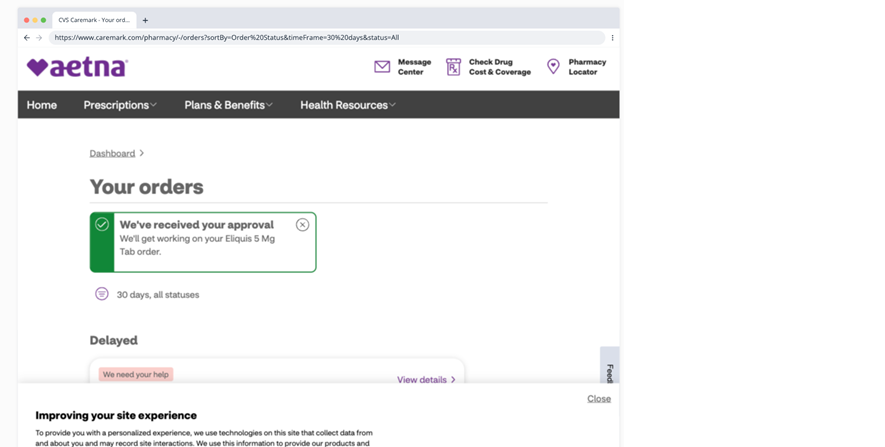 CVS Caremark - Your ord...
https://www.caremark.com/pharmacy/-/orders?sortBy=Order%20Status&timeFrame=30%20days&status=All
aetna
Message
Center
Check Drug
Cost & Coverage
Pharmacy
Locator
Home Prescriptions Plans & Benefits Health Resources
Dashboard
Your orders
We've received your approval
We'll get working on your Eliquis 5 Mg
Tab order.
30 days, all statuses
Delayed
We need your help
View details
Close
Improving your site experience
To provide you with a personalized experience, we use technologies on this site that collect data from
and about you and may record site interactions. We use this information to provide our products and